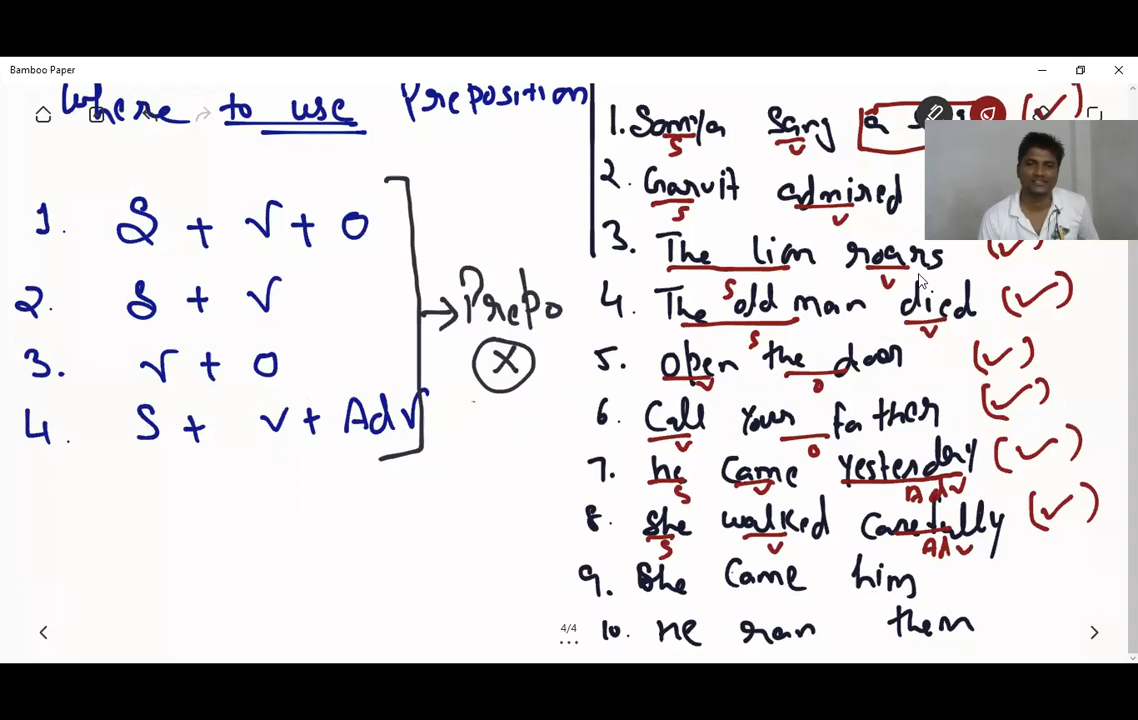 Bamboo Paper
Where to use Preposition
1. S + V + O
2. S + V
3. V + O
4. S + V + Adv
Prepo
X
1. Somya Sang a
S V
2. Garvit admired
S V
3. The lion roars
S V
4. The old man died
S V
5. Open the door
V O
6. Call Your father
V O
7. he Came yesterday
S V Adv
8. She walked Carefully
S V Adv
9. She Came him
10. He ran them
4/4